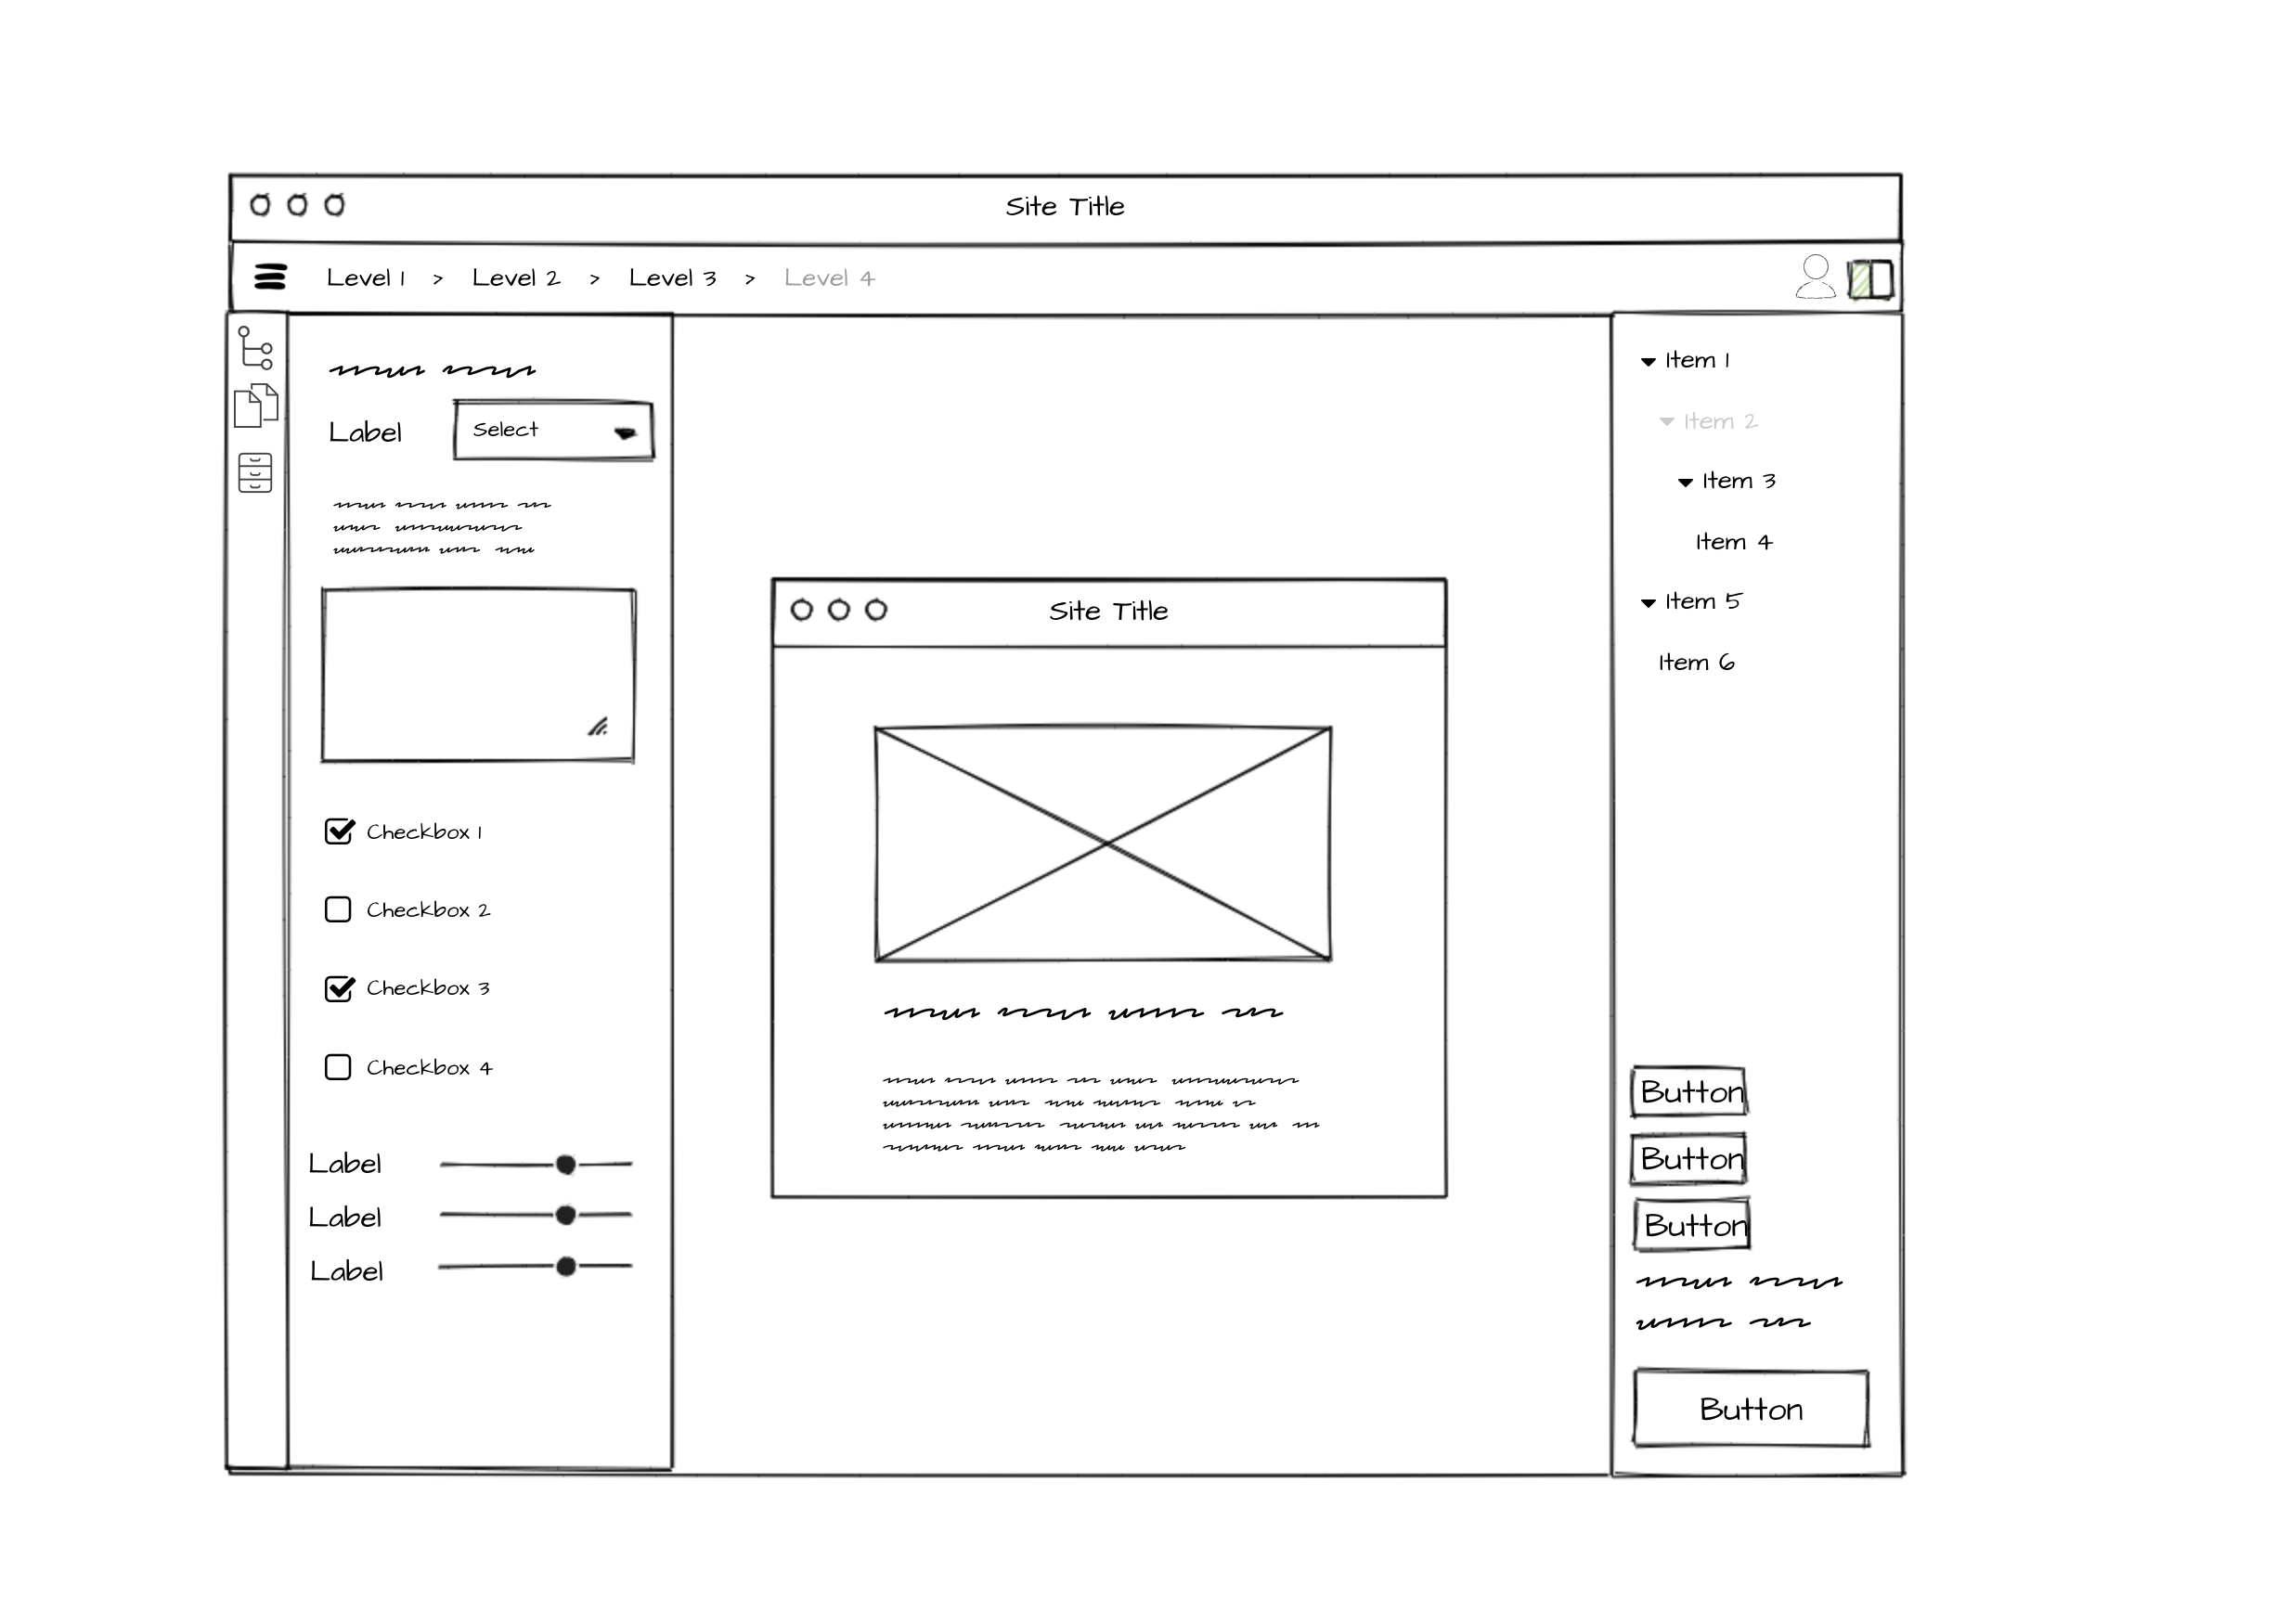 Site Title
Level 1 > Level 2 > Level 3 > Level 4
Label
Select
Checkbox 1
Checkbox 2
Checkbox 3
Checkbox 4
Label
Label
Label
Site Title
Item 1
Item 2
Item 3
Item 4
Item 5
Item 6
Button
Button
Button
Button